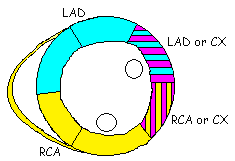 LAD
LAD or CX
RCA or CX
RCA